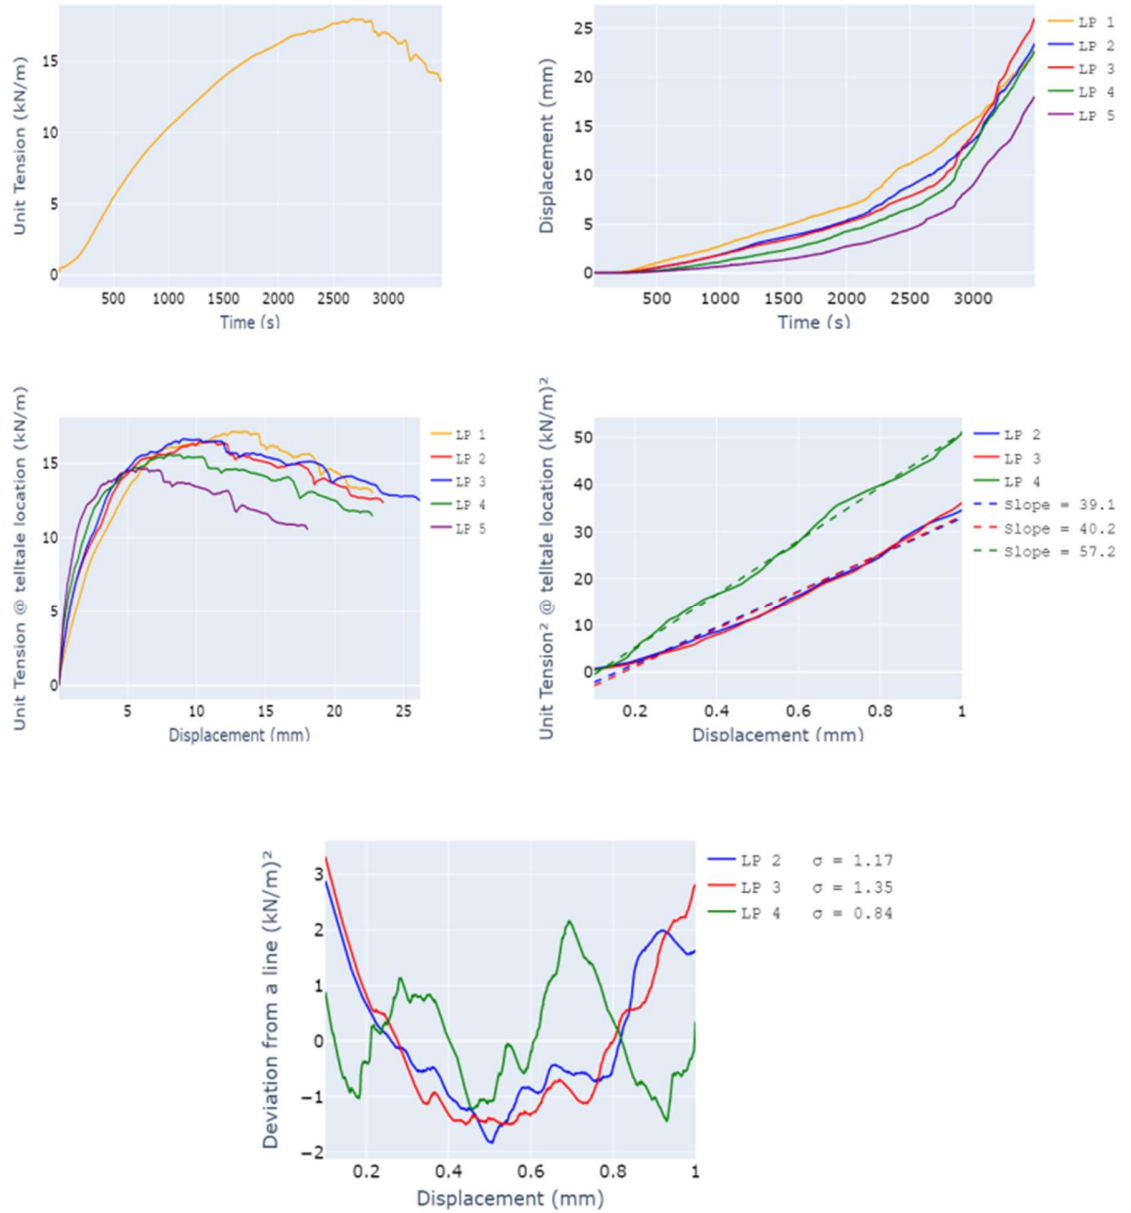 Unit Tension (kN/m)
15
10
5
0
500 1000 1500 2000 2500 3000
Time (s)
Displacement (mm)
25
20
15
10
5
0
500 1000 1500 2000 2500 3000
Time (s)
LP 1
LP 2
LP 3
LP 4
LP 5
Unit Tension @ telltale location (kN/m)
15
10
5
0
5 10 15 20 25
Displacement (mm)
LP 1
LP 2
LP 3
LP 4
LP 5
Unit Tension² @ telltale location (kN/m)²
50
40
30
20
10
0
0.2 0.4 0.6 0.8 1
Displacement (mm)
LP 2
LP 3
LP 4
Slope = 39.1
Slope = 40.2
Slope = 57.2
Deviation from a line (kN/m)²
3
2
1
0
−1
−2
0.2 0.4 0.6 0.8 1
Displacement (mm)
LP 2 σ = 1.17
LP 3 σ = 1.35
LP 4 σ = 0.84